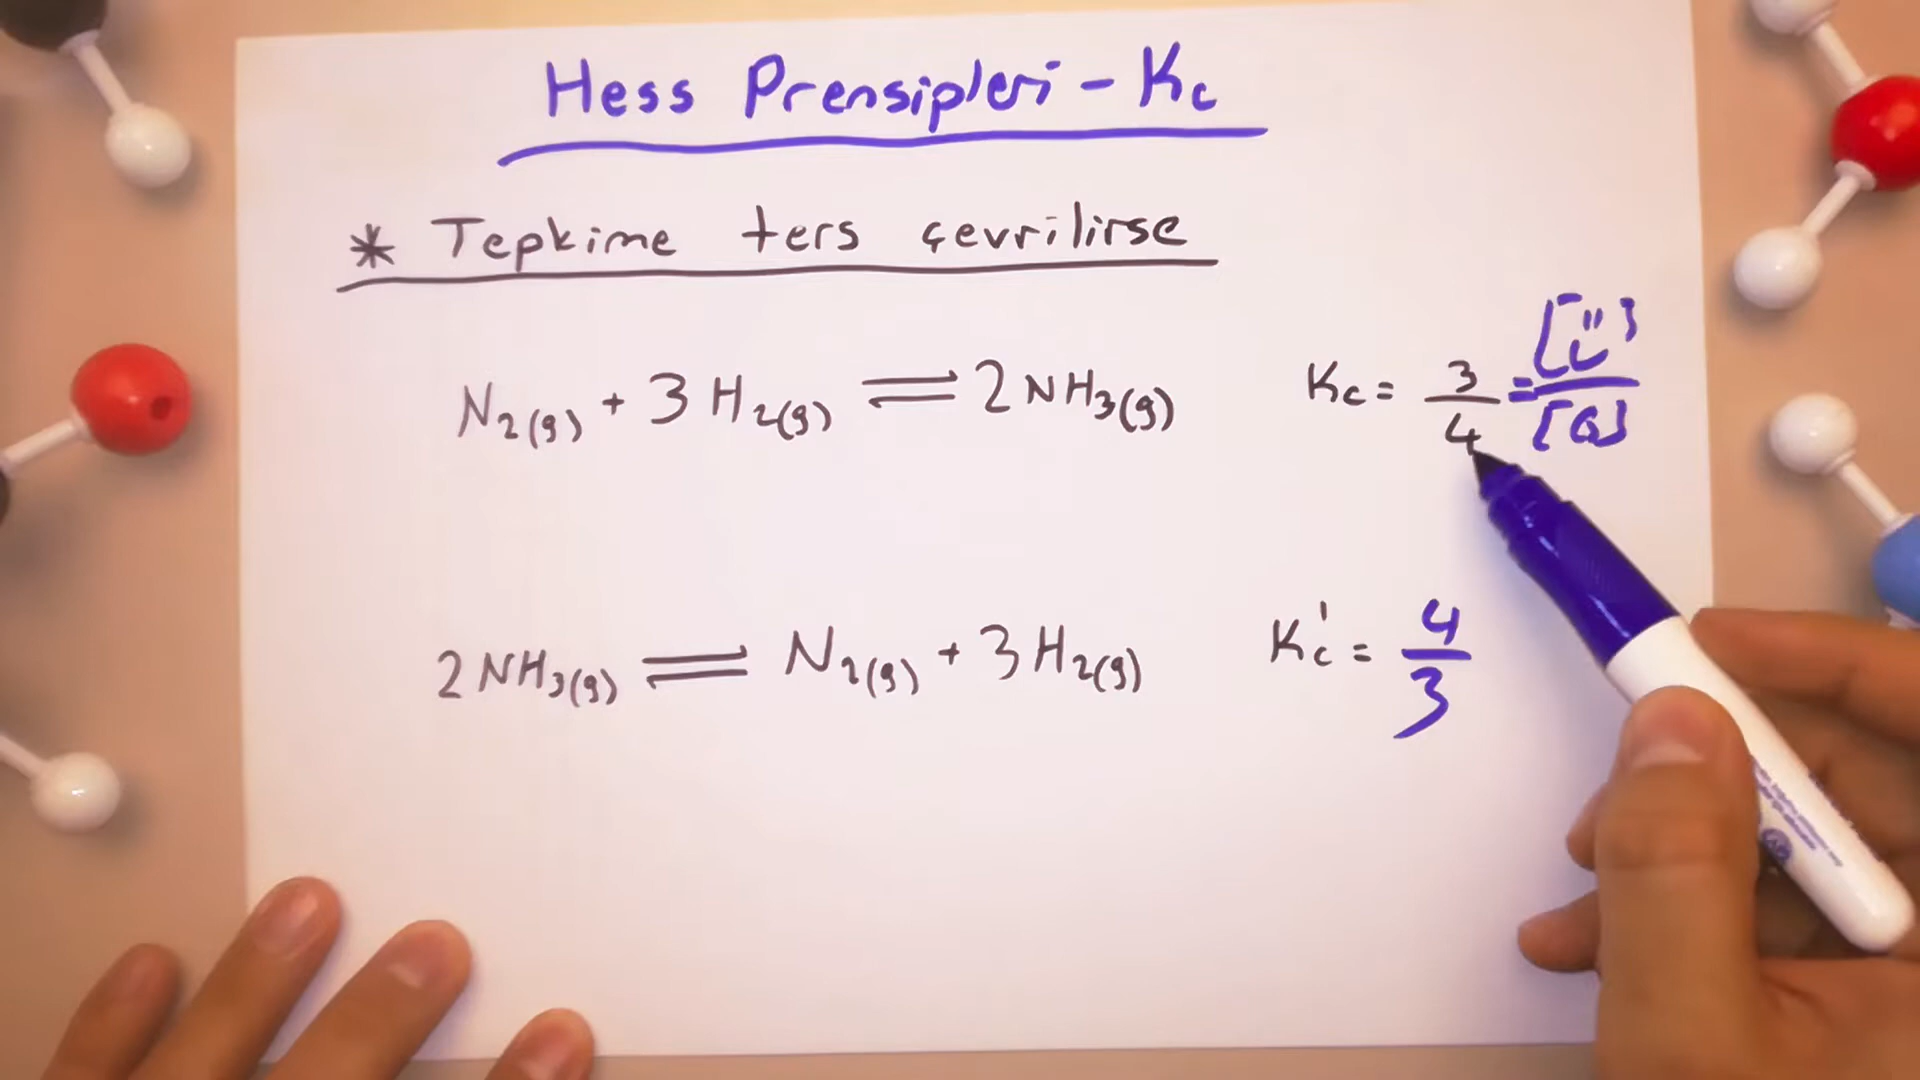 Hess Prensipleri - Kc
* Tepkime ters çevrilirse
N2(g) + 3 H2(g) ⇌ 2 NH3(g) Kc = 3/4 = [Ü]/[G]
2 NH3(g) ⇌ N2(g) + 3 H2(g) Kc' = 4/3